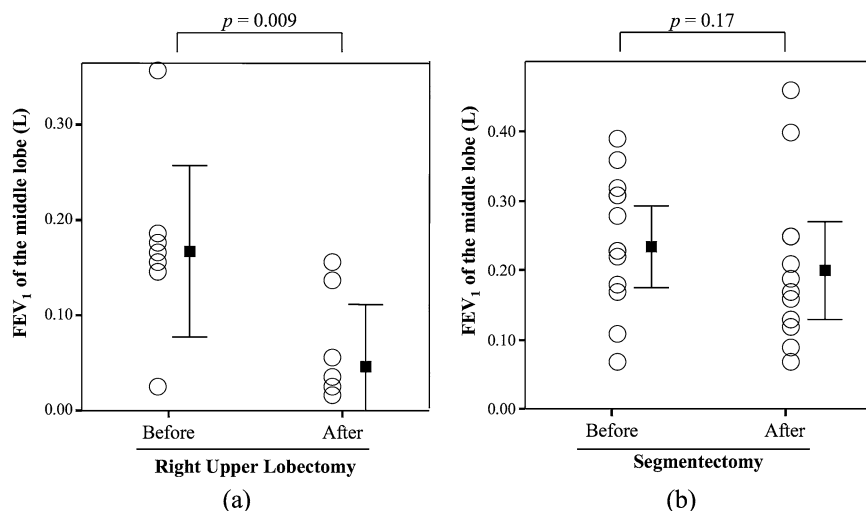 p = 0.009
FEV1 of the middle lobe (L)
0.30
0.20
0.10
0.00
Before
After
Right Upper Lobectomy
(a)
p = 0.17
FEV1 of the middle lobe (L)
0.40
0.30
0.20
0.10
0.00
Before
After
Segmentectomy
(b)